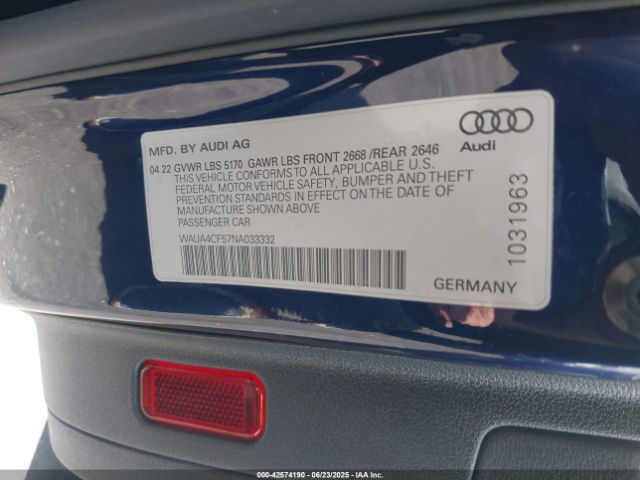 MFD. BY AUDI AG
Audi
04 22 GVWR LBS 5170 GAWR LBS FRONT 2668 /REAR 2646
THIS VEHICLE CONFORMS TO ALL APPLICABLE U.S.
FEDERAL MOTOR VEHICLE SAFETY, BUMPER AND THEFT
PREVENTION STANDARDS IN EFFECT ON THE DATE OF
MANUFACTURE SHOWN ABOVE
PASSENGER CAR
WAUA4CF57NA033332
GERMANY
1031963
00-42574190 - 06/23/2025 - IAA Inc.